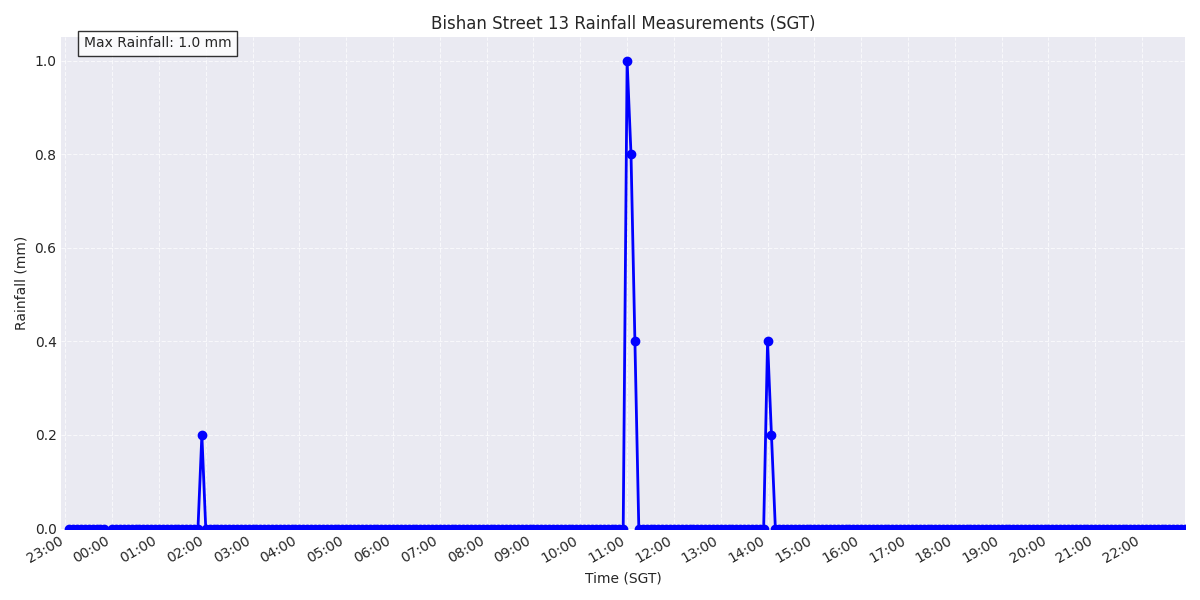 Bishan Street 13 Rainfall Measurements (SGT)
Max Rainfall: 1.0 mm
1.0
0.8
0.6
0.4
0.2
0.0
Rainfall (mm)
23:00 00:00 01:00 02:00 03:00 04:00 05:00 06:00 07:00 08:00 09:00 10:00 11:00 12:00 13:00 14:00 15:00 16:00 17:00 18:00 19:00 20:00 21:00 22:00
Time (SGT)